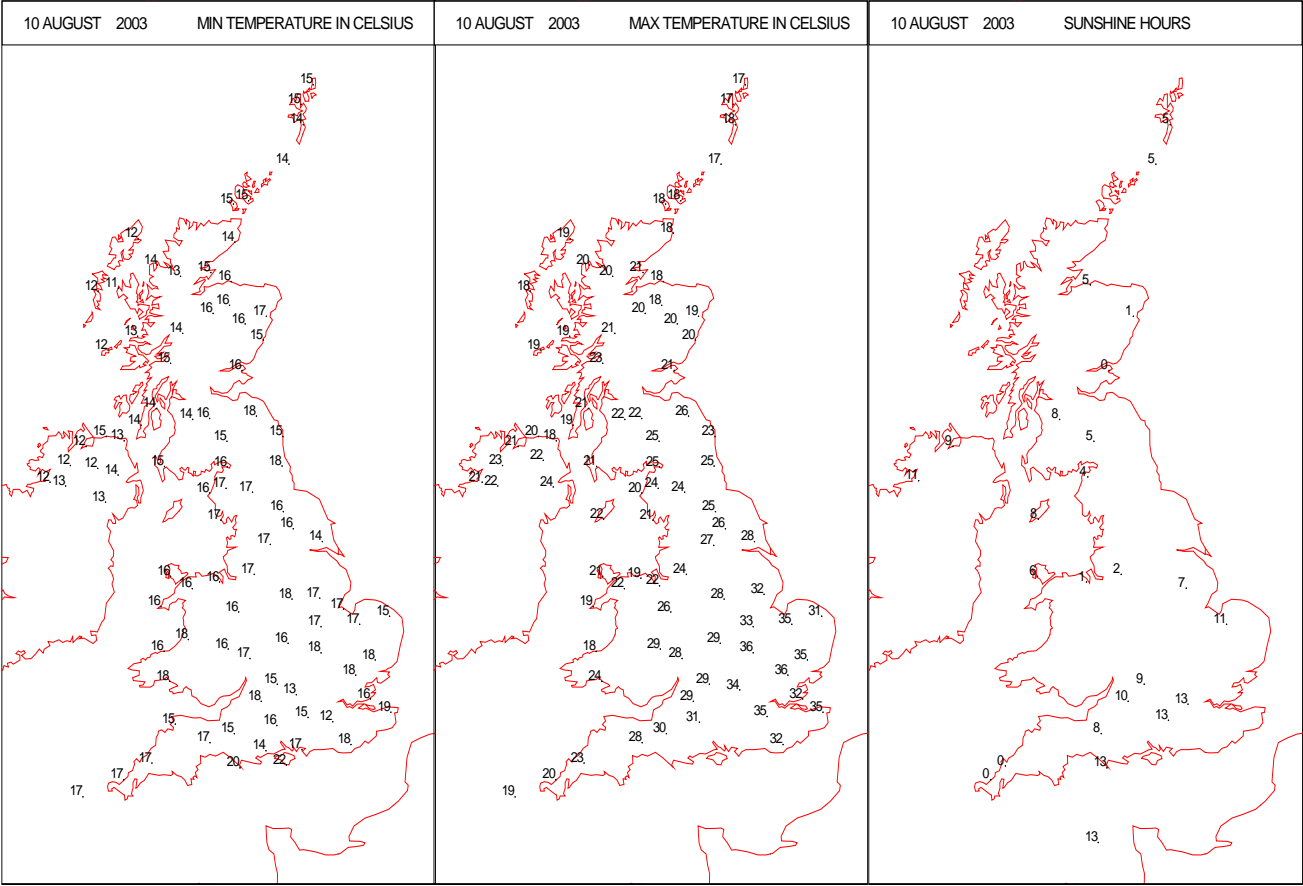 10 AUGUST 2003 MIN TEMPERATURE IN CELSIUS
15.
15.
14.
14.
15. 15.
12. 14.
14. 13. 15.
12. 11. 16.
16. 16. 17.
13. 14. 16.
12. 15.
15. 16.
14.
14. 14. 16. 18.
12. 15. 13. 15. 15.
12. 12. 14. 15. 16. 18.
12. 13. 16. 17. 17.
13. 17. 16.
16. 14.
17.
16. 16. 16. 17.
15. 16. 18. 17. 17. 15.
17. 17.
16. 18. 16. 17. 16. 18. 18.
18. 15. 13. 18.
18. 16. 19.
15. 15. 16. 15. 12.
17. 14. 17. 18.
17. 17. 20. 22.
17.
10 AUGUST 2003 MAX TEMPERATURE IN CELSIUS
17.
17.
18.
17.
18. 18.
19. 18.
20. 20. 21.
18. 18.
20. 18. 19.
19. 21. 20.
19. 20.
23. 21.
21.
19. 22. 22. 26.
21. 20. 18. 25. 23.
23. 22. 21. 25. 25.
21. 22. 24. 20. 24. 24.
22. 21. 25.
26. 28.
27.
21. 22. 19. 22. 24.
19. 26. 28. 32. 31.
33. 35.
18. 29. 28. 29. 36. 35.
24. 29. 34. 36.
29. 32. 35.
28. 30. 31. 35.
32.
20. 23.
19.
10 AUGUST 2003 SUNSHINE HOURS
5.
5.
5.
1.
0.
8.
9. 5.
11. 4.
8.
6. 1. 2. 7.
11.
9.
10. 13.
8. 13.
0. 0. 13.
13.